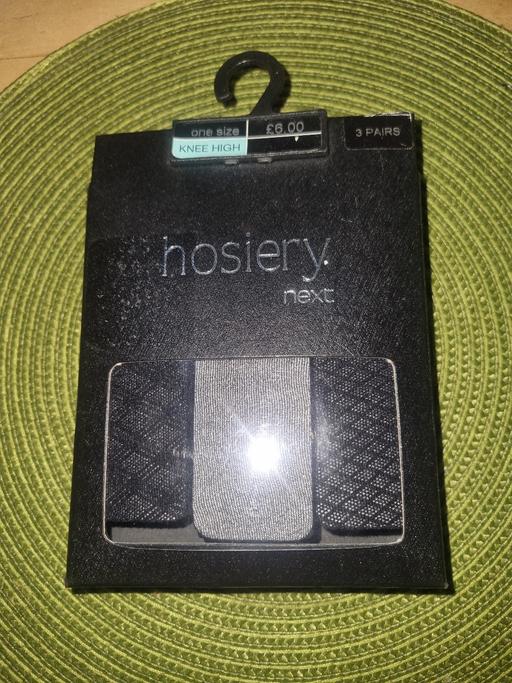 one size £6.00
KNEE HIGH
3 PAIRS
hosiery.
next